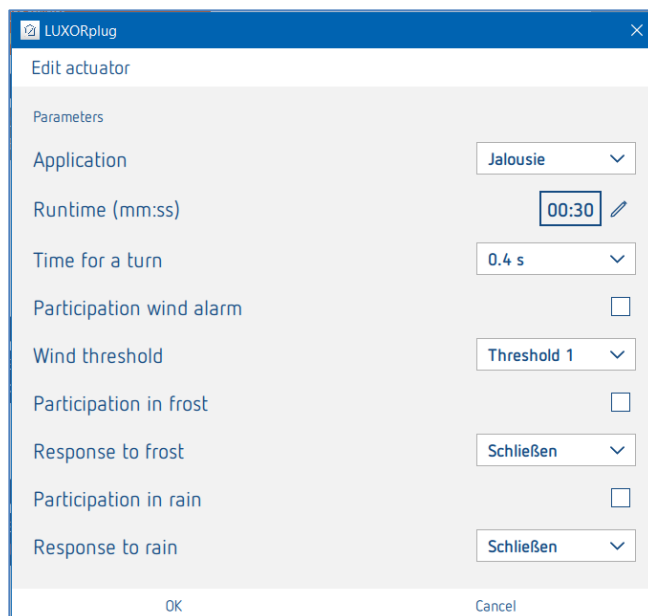 LUXORplug
Edit actuator
Parameters
Application Jalousie
Runtime (mm:ss) 00:30
Time for a turn 0.4 s
Participation wind alarm
Wind threshold Threshold 1
Participation in frost
Response to frost Schließen
Participation in rain
Response to rain Schließen
OK Cancel